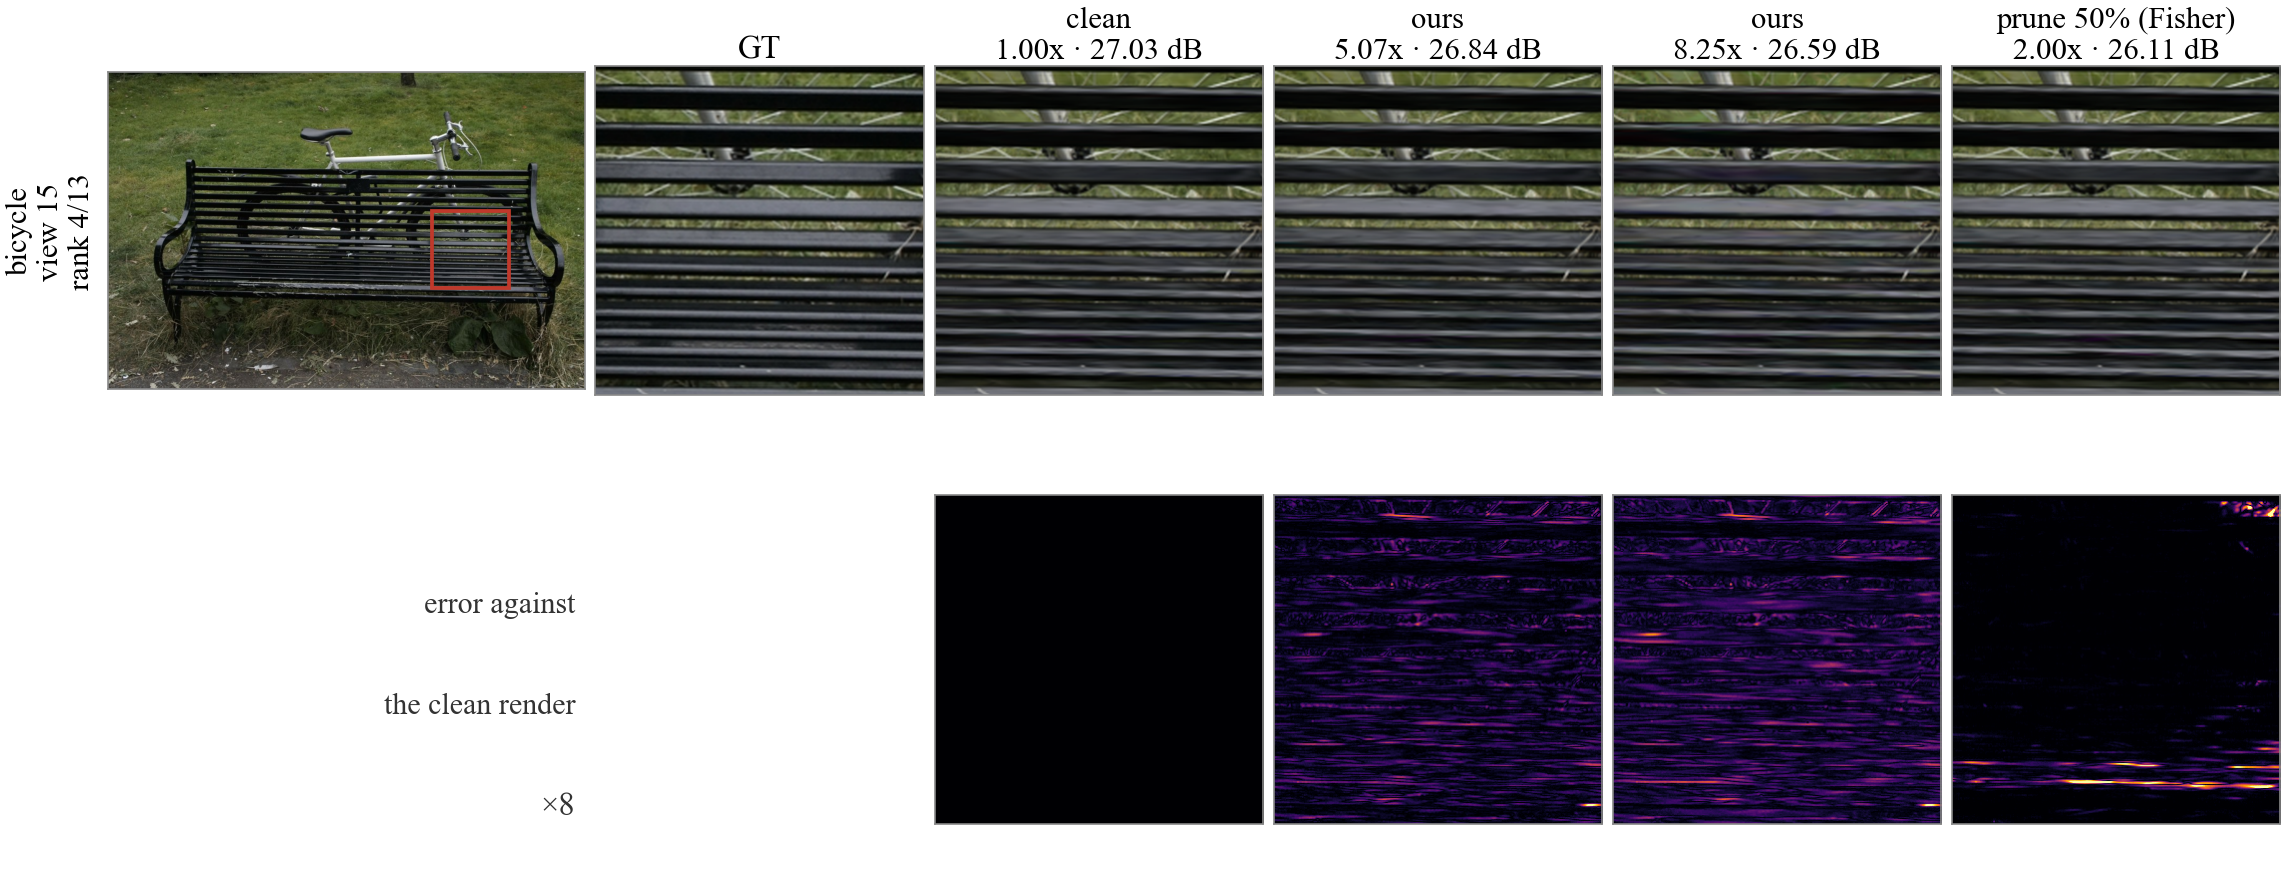 bicycle
view 15
rank 4/13
GT
clean
1.00x · 27.03 dB
ours
5.07x · 26.84 dB
ours
8.25x · 26.59 dB
prune 50% (Fisher)
2.00x · 26.11 dB
error against
the clean render
×8